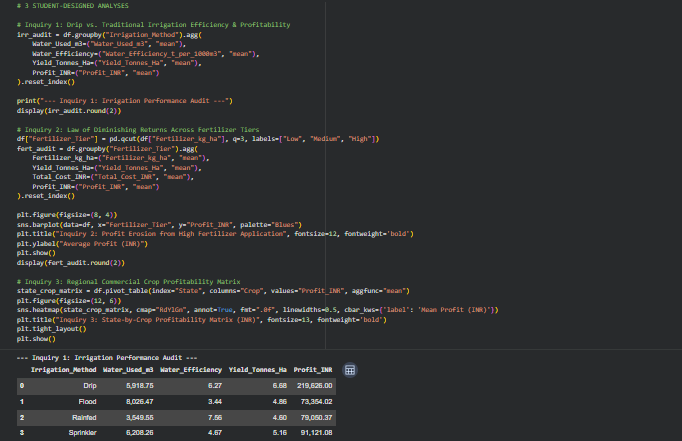 # 3 STUDENT-DESIGNED ANALYSES
# Inquiry 1: Drip vs. Traditional Irrigation Efficiency & Profitability
irr_audit = df.groupby("Irrigation_Method").agg(
Water_Used_m3=("Water_Used_m3", "mean"),
Water_Efficiency=("Water_Efficiency_t_per_1000m3", "mean"),
Yield_Tonnes_Ha=("Yield_Tonnes_Ha", "mean"),
Profit_INR=("Profit_INR", "mean")
).reset_index()
print("--- Inquiry 1: Irrigation Performance Audit ---")
display(irr_audit.round(2))
# Inquiry 2: Law of Diminishing Returns Across Fertilizer Tiers
df["Fertilizer_Tier"] = pd.qcut(df["Fertilizer_kg_ha"], q=3, labels=["Low", "Medium", "High"])
fert_audit = df.groupby("Fertilizer_Tier").agg(
Fertilizer_kg_ha=("Fertilizer_kg_ha", "mean"),
Yield_Tonnes_Ha=("Yield_Tonnes_Ha", "mean"),
Total_Cost_INR=("Total_Cost_INR", "mean"),
Profit_INR=("Profit_INR", "mean")
).reset_index()
plt.figure(figsize=(8, 4))
sns.barplot(data=df, x="Fertilizer_Tier", y="Profit_INR", palette="Blues")
plt.title("Inquiry 2: Profit Erosion from High Fertilizer Application", fontsize=12, fontweight='bold')
plt.ylabel("Average Profit (INR)")
plt.show()
display(fert_audit.round(2))
# Inquiry 3: Regional Commercial Crop Profitability Matrix
state_crop_matrix = df.pivot_table(index="State", columns="Crop", values="Profit_INR", aggfunc="mean")
plt.figure(figsize=(12, 6))
sns.heatmap(state_crop_matrix, cmap="RdYlGn", annot=True, fmt=".0f", linewidths=0.5, cbar_kws={'label': 'Mean Profit (INR)'})
plt.title("Inquiry 3: State-by-Crop Profitability Matrix (INR)", fontsize=13, fontweight='bold')
plt.tight_layout()
plt.show()
--- Inquiry 1: Irrigation Performance Audit ---
Irrigation_Method Water_Used_m3 Water_Efficiency Yield_Tonnes_Ha Profit_INR
0 Drip 5,918.75 6.27 6.68 219,626.00
1 Flood 8,026.47 3.44 4.86 73,354.02
2 Rainfed 3,549.55 7.56 4.60 79,050.37
3 Sprinkler 6,208.26 4.67 5.16 91,121.08